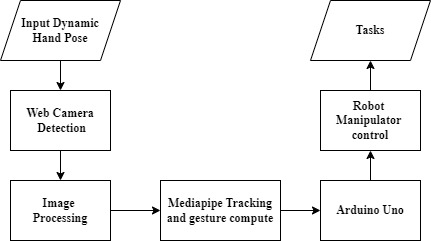 Input Dynamic
Hand Pose
Web Camera
Detection
Image
Processing
Mediapipe Tracking
and gesture compute
Arduino Uno
Robot
Manipulator
control
Tasks